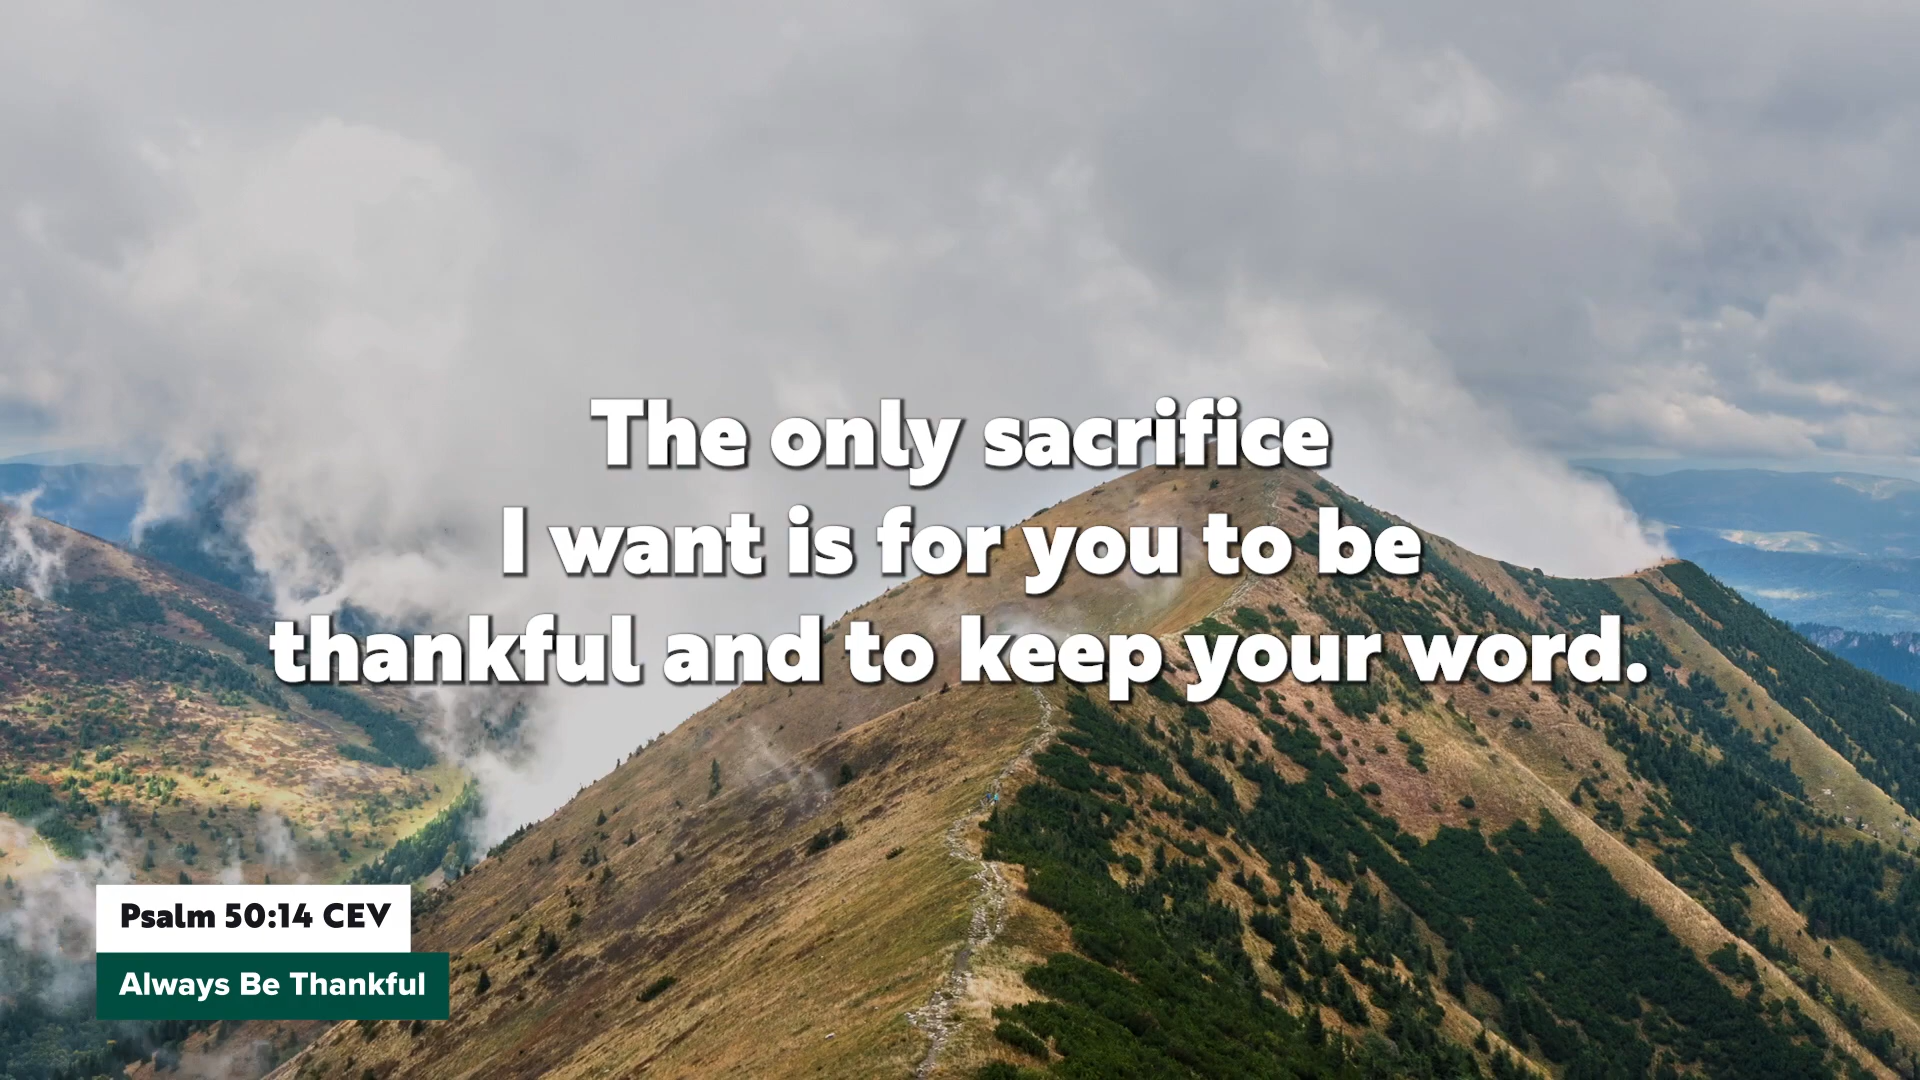 The only sacrifice
I want is for you to be
thankful and to keep your word.
Psalm 50:14 CEV
Always Be Thankful